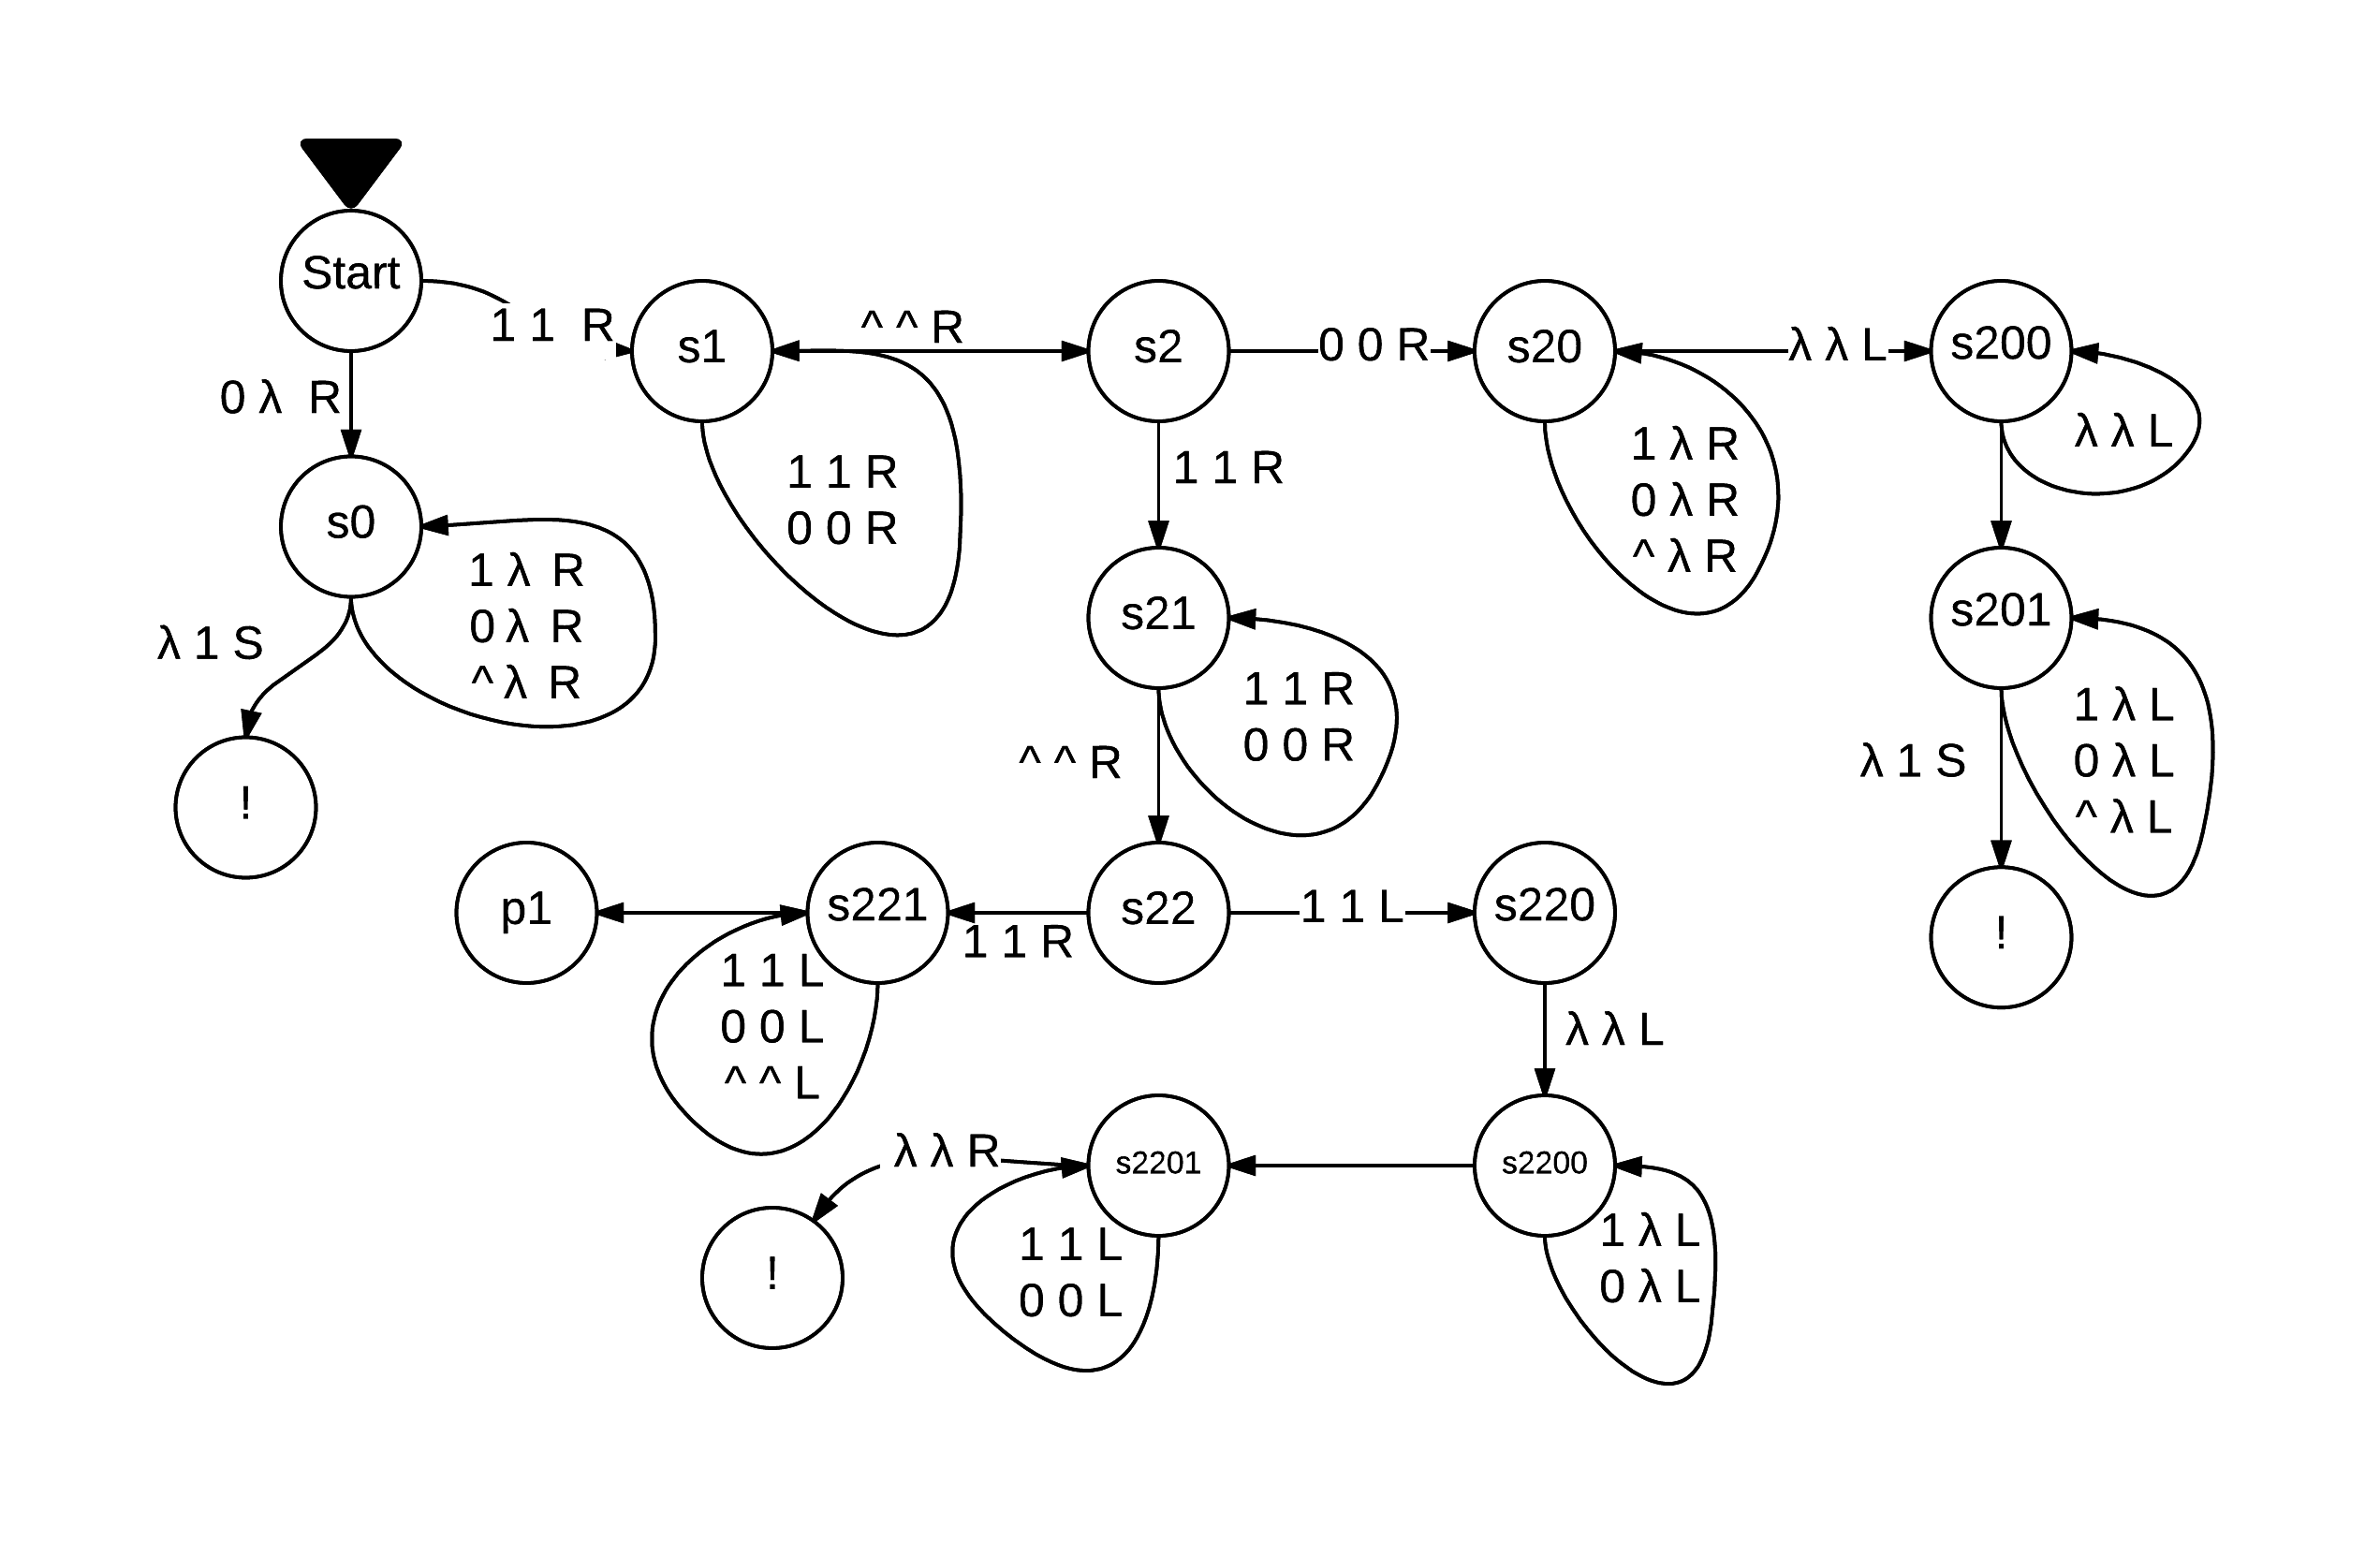 Start
1 1 R
s1
^ ^ R
s2
0 0 R
s20
λ λ L
s200
0 λ R
1 1 R
0 0 R
1 1 R
1 λ R
0 λ R
^ λ R
λ λ L
s0
1 λ R
0 λ R
^ λ R
λ 1 S
!
s21
1 1 R
0 0 R
^ ^ R
s201
1 λ L
0 λ L
^ λ L
λ 1 S
!
p1
s221
1 1 R
s22
1 1 L
s220
1 1 L
0 0 L
^ ^ L
λ λ L
λ λ R
s2201
s2200
1 1 L
0 0 L
1 λ L
0 λ L
!